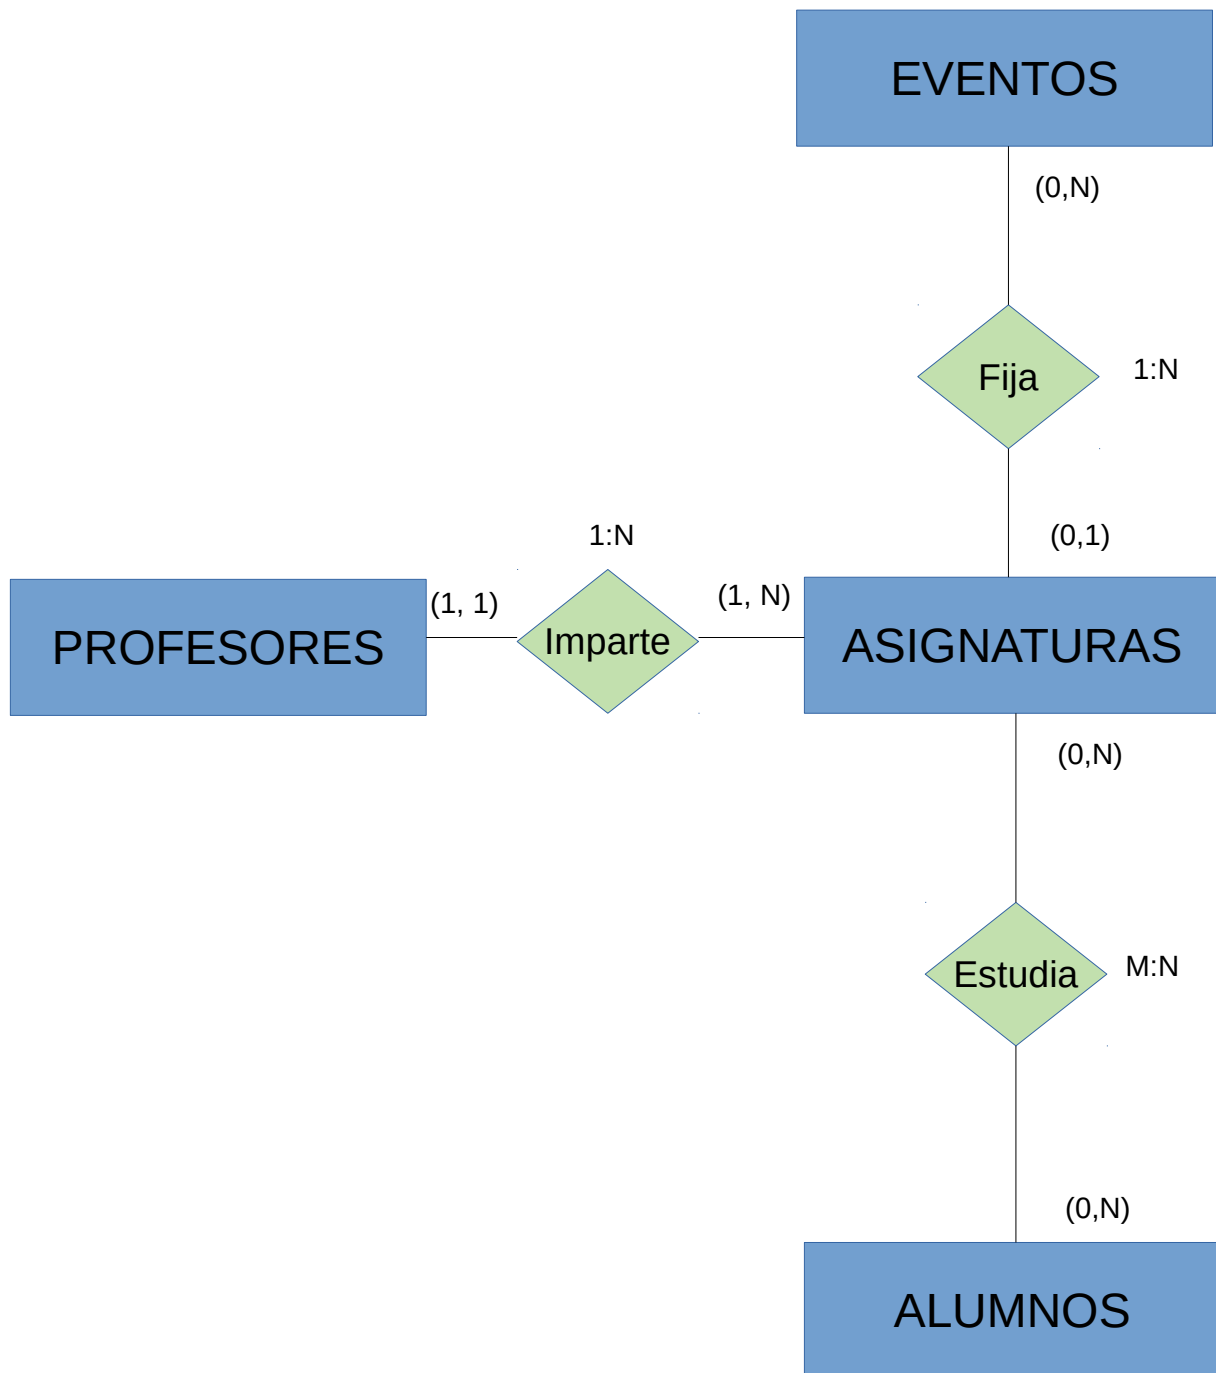 EVENTOS
(0,N)
Fija
1:N
(0,1)
1:N
PROFESORES
(1, 1)
Imparte
(1, N)
ASIGNATURAS
(0,N)
Estudia
M:N
(0,N)
ALUMNOS